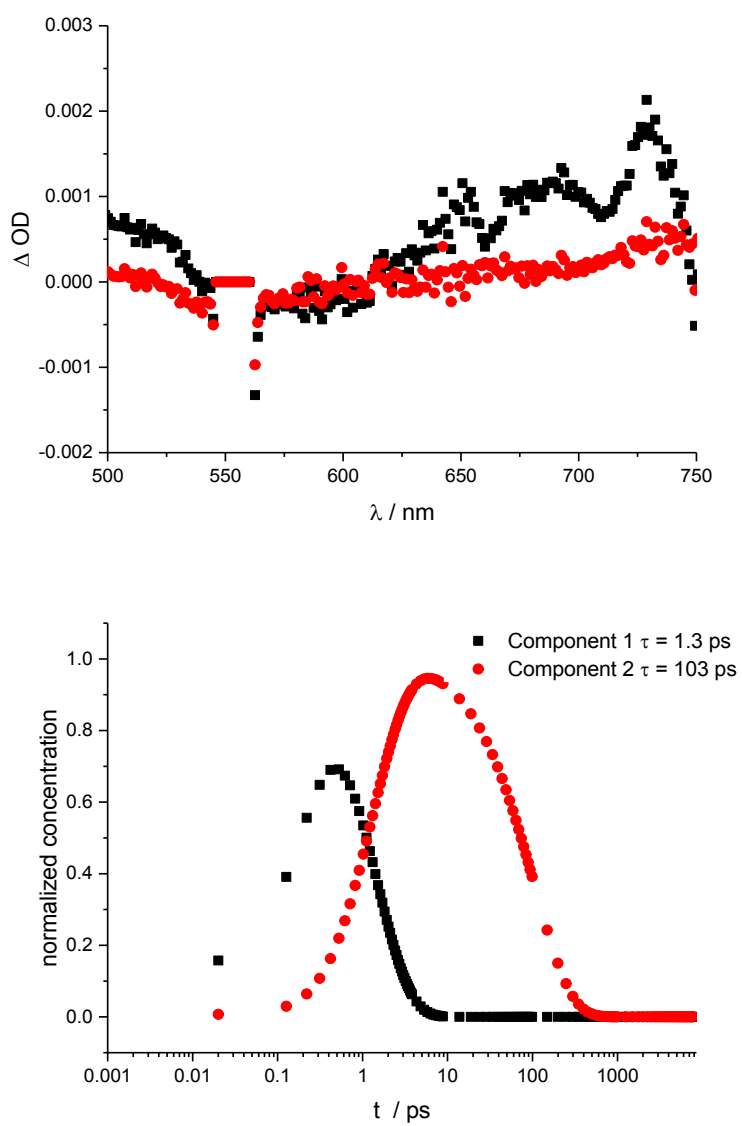 0.003
0.002
0.001
0.000
-0.001
-0.002
Δ OD
500 550 600 650 700 750
λ / nm
Component 1 τ = 1.3 ps
Component 2 τ = 103 ps
1.0
0.8
0.6
0.4
0.2
0.0
normalized concentration
0.001 0.01 0.1 1 10 100 1000
t / ps